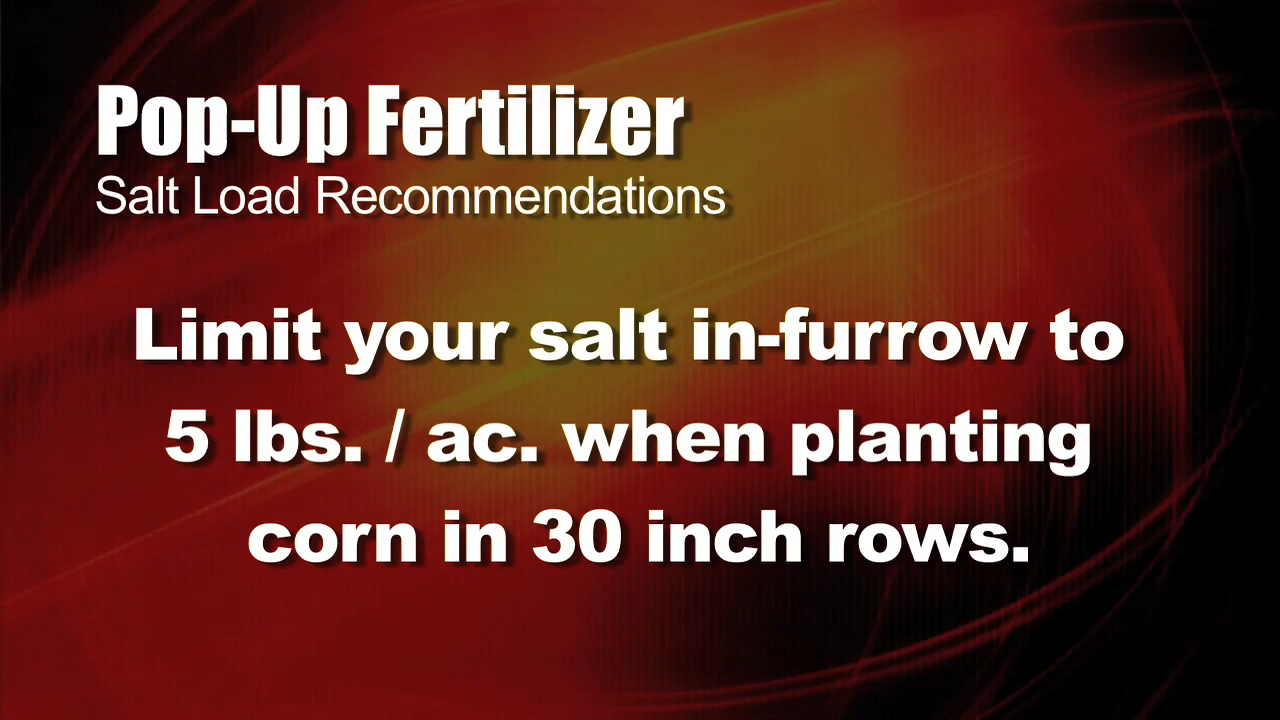 Pop-Up Fertilizer
Salt Load Recommendations
Limit your salt in-furrow to
5 lbs. / ac. when planting
corn in 30 inch rows.